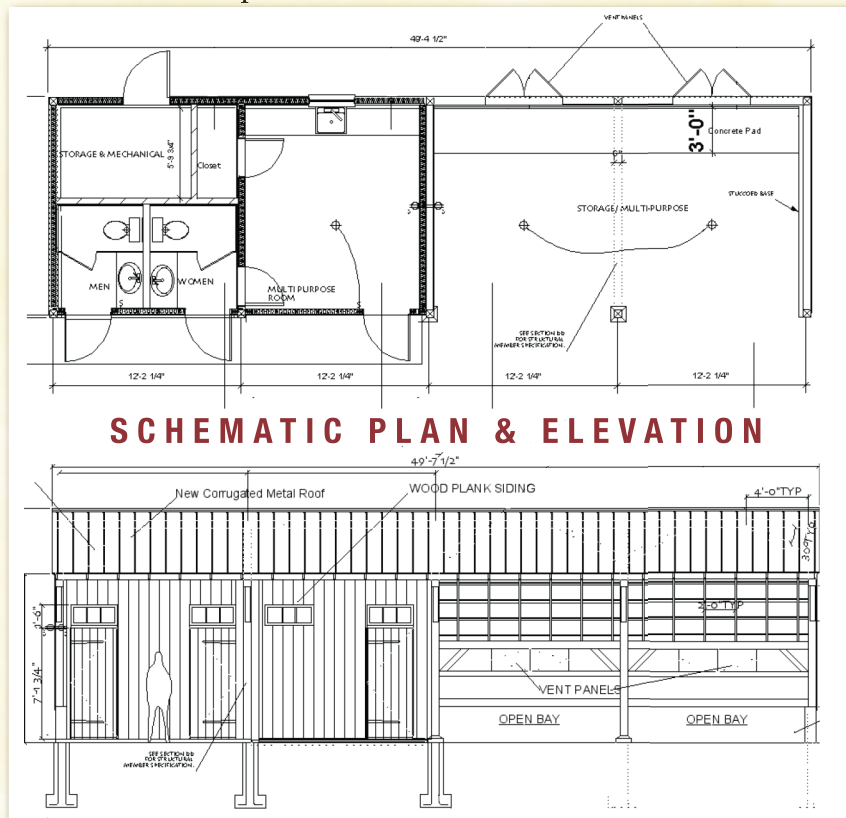 VENT PANELS
49'-4 1/2"
3'-0"
Concrete Pad
STORAGE & MECHANICAL
5'-9 3/4"
Closet
STORAGE/ MULTI-PURPOSE
STUCCOED BASE
MEN
WOMEN
S
S
MULTI PURPOSE
ROOM
SEE SECTION DD
FOR STRUCTURAL
MEMBER SPECIFICATION.
12'-2 1/4"
12'-2 1/4"
12'-2 1/4"
12'-2 1/4"
SCHEMATIC PLAN & ELEVATION
49'-7 1/2"
New Corrugated Metal Roof
WOOD PLANK SIDING
4'-0"TYP
2'-0"TYP
1'-6"
7'-1 3/4"
VENT PANELS
OPEN BAY
OPEN BAY
SEE SECTION DD
FOR STRUCTURAL
MEMBER SPECIFICATION.